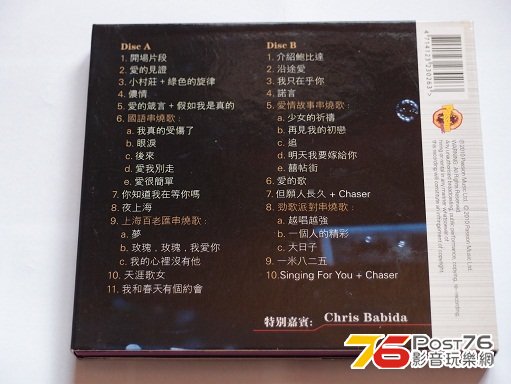 Disc A
1. 開場片段
2. 愛的見證
3. 小村莊 + 綠色的旋律
4. 儂情
5. 愛的箴言 + 假如我是真的
6. 國語串燒歌：
a. 我真的受傷了
b. 眼淚
c. 後來
d. 愛我別走
e. 愛很簡單
7. 你知道我在等你嗎
8. 夜上海
9. 上海百老匯串燒歌：
a. 夢
b. 玫瑰，玫瑰，我愛你
c. 我的心裡沒有他
10. 天涯歌女
11. 我和春天有個約會
Disc B
1. 介紹鮑比達
2. 沿途愛
3. 我只在乎你
4. 諾言
5. 愛情故事串燒歌：
a. 少女的祈禱
b. 再見我的初戀
c. 追
d. 明天我要嫁給你
e. 囍帖街
6. 愛的歌
7. 但願人長久 + Chaser
8. 勁歌派對串燒歌：
a. 越唱越強
b. 一個人的精彩
c. 大日子
9. 一米八二五
10. Singing For You + Chaser
特別嘉賓： Chris Babida
76 Post76
影音玩樂網